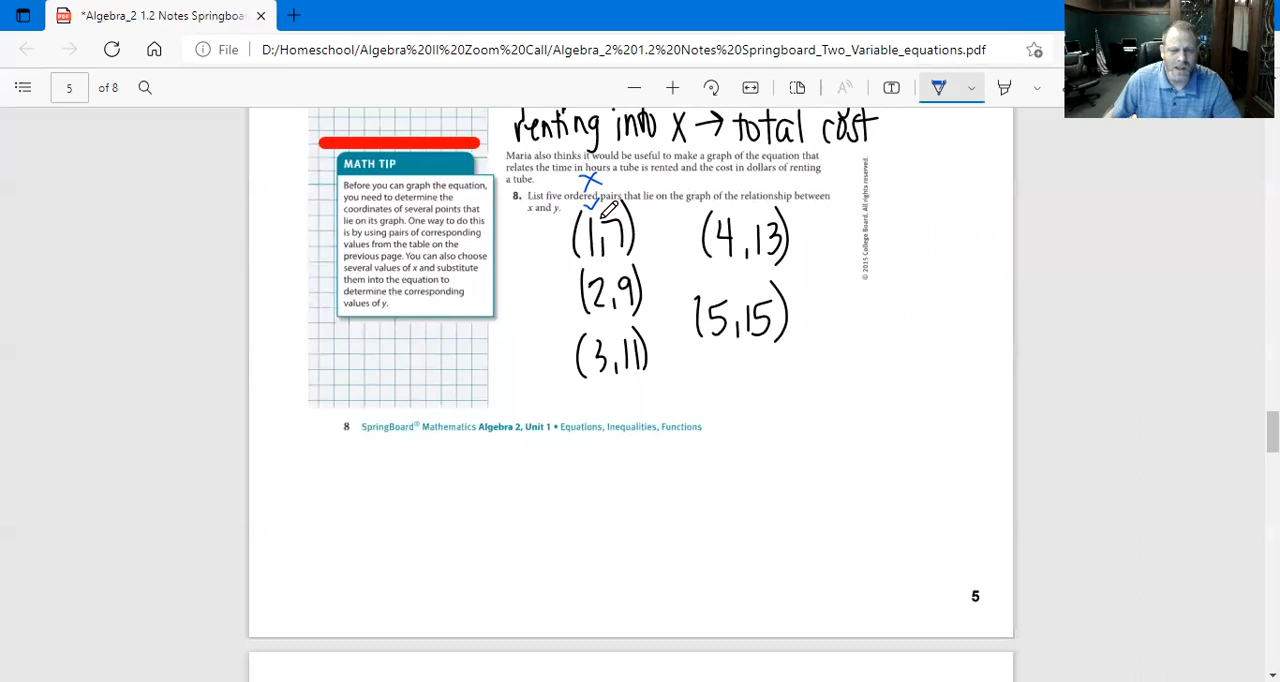 *Algebra_2 1.2 Notes Springboa
File D:/Homeschool/Algebra%20II%20Zoom%20Call/Algebra_2%201.2%20Notes%20Springboard_Two_Variable_equations.pdf
5 of 8
renting into x → total cost
Maria also thinks it would be useful to make a graph of the equation that
relates the time in hours a tube is rented and the cost in dollars of renting
a tube.
8. List five ordered pairs that lie on the graph of the relationship between
x and y.
x
(1,7)
(2,9)
(3,11)
(4,13)
(5,15)
MATH TIP
Before you can graph the equation,
you need to determine the
coordinates of several points that
lie on its graph. One way to do this
is by using pairs of corresponding
values from the table on the
previous page. You can also choose
several values of x and substitute
them into the equation to
determine the corresponding
values of y.
© 2015 College Board. All rights reserved.
8 SpringBoard® Mathematics Algebra 2, Unit 1 • Equations, Inequalities, Functions
5